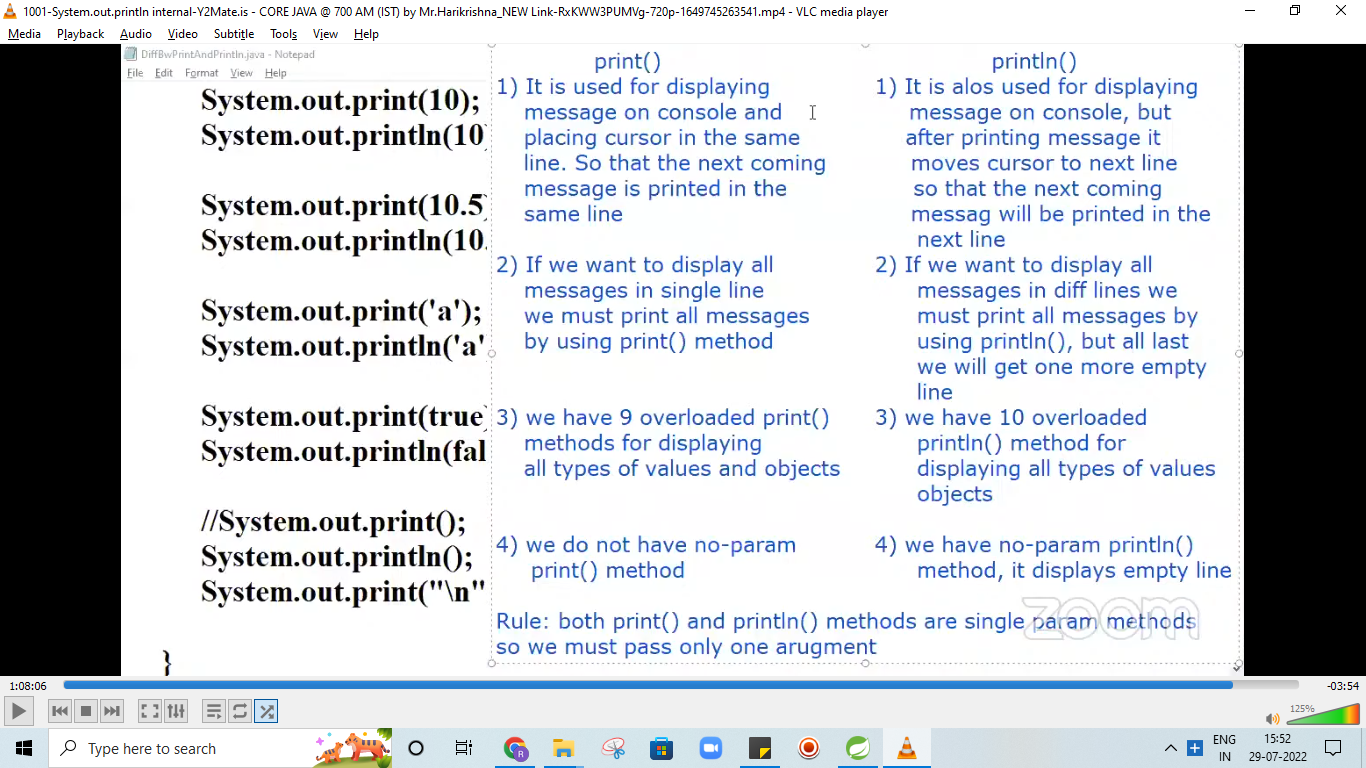 1001-System.out.println internal-Y2Mate.is - CORE JAVA @ 700 AM (IST) by Mr.Harikrishna_NEW Link-RxKWW3PUMVg-720p-1649745263541.mp4 - VLC media player
Media Playback Audio Video Subtitle Tools View Help
DiffBwPrintAndPrintln.java - Notepad
File Edit Format View Help
System.out.print(10);
System.out.println(10)
System.out.print(10.5)
System.out.println(10.
System.out.print('a');
System.out.println('a'
System.out.print(true)
System.out.println(fal
//System.out.print();
System.out.println();
System.out.print("\n"
}
print()
1) It is used for displaying
message on console and
placing cursor in the same
line. So that the next coming
message is printed in the
same line
2) If we want to display all
messages in single line
we must print all messages
by using print() method
3) we have 9 overloaded print()
methods for displaying
all types of values and objects
4) we do not have no-param
print() method
println()
1) It is alos used for displaying
message on console, but
after printing message it
moves cursor to next line
so that the next coming
messag will be printed in the
next line
2) If we want to display all
messages in diff lines we
must print all messages by
using println(), but all last
we will get one more empty
line
3) we have 10 overloaded
println() method for
displaying all types of values
objects
4) we have no-param println()
method, it displays empty line
Rule: both print() and println() methods are single param methods
so we must pass only one arugment
zoom
1:08:06
-03:54
125%
Type here to search
R
ENG
IN
15:52
29-07-2022